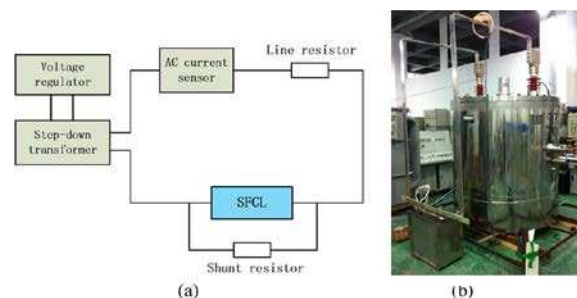 Voltage
regulator
Step-down
transformer
AC current
sensor
Line resistor
SFCL
Shunt resistor
(a)
(b)